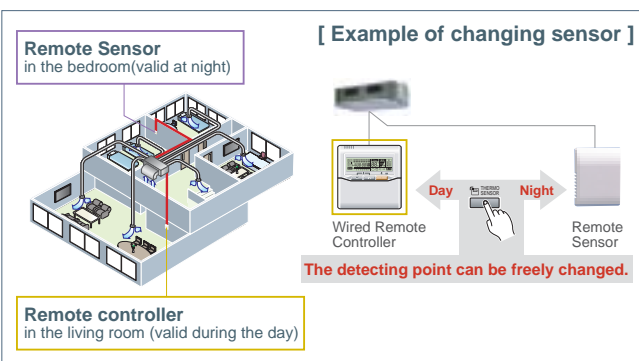 Remote Sensor
in the bedroom(valid at night)
[ Example of changing sensor ]
Day
THERMO
SENSOR
Night
Wired Remote
Controller
Remote
Sensor
The detecting point can be freely changed.
Remote controller
in the living room (valid during the day)